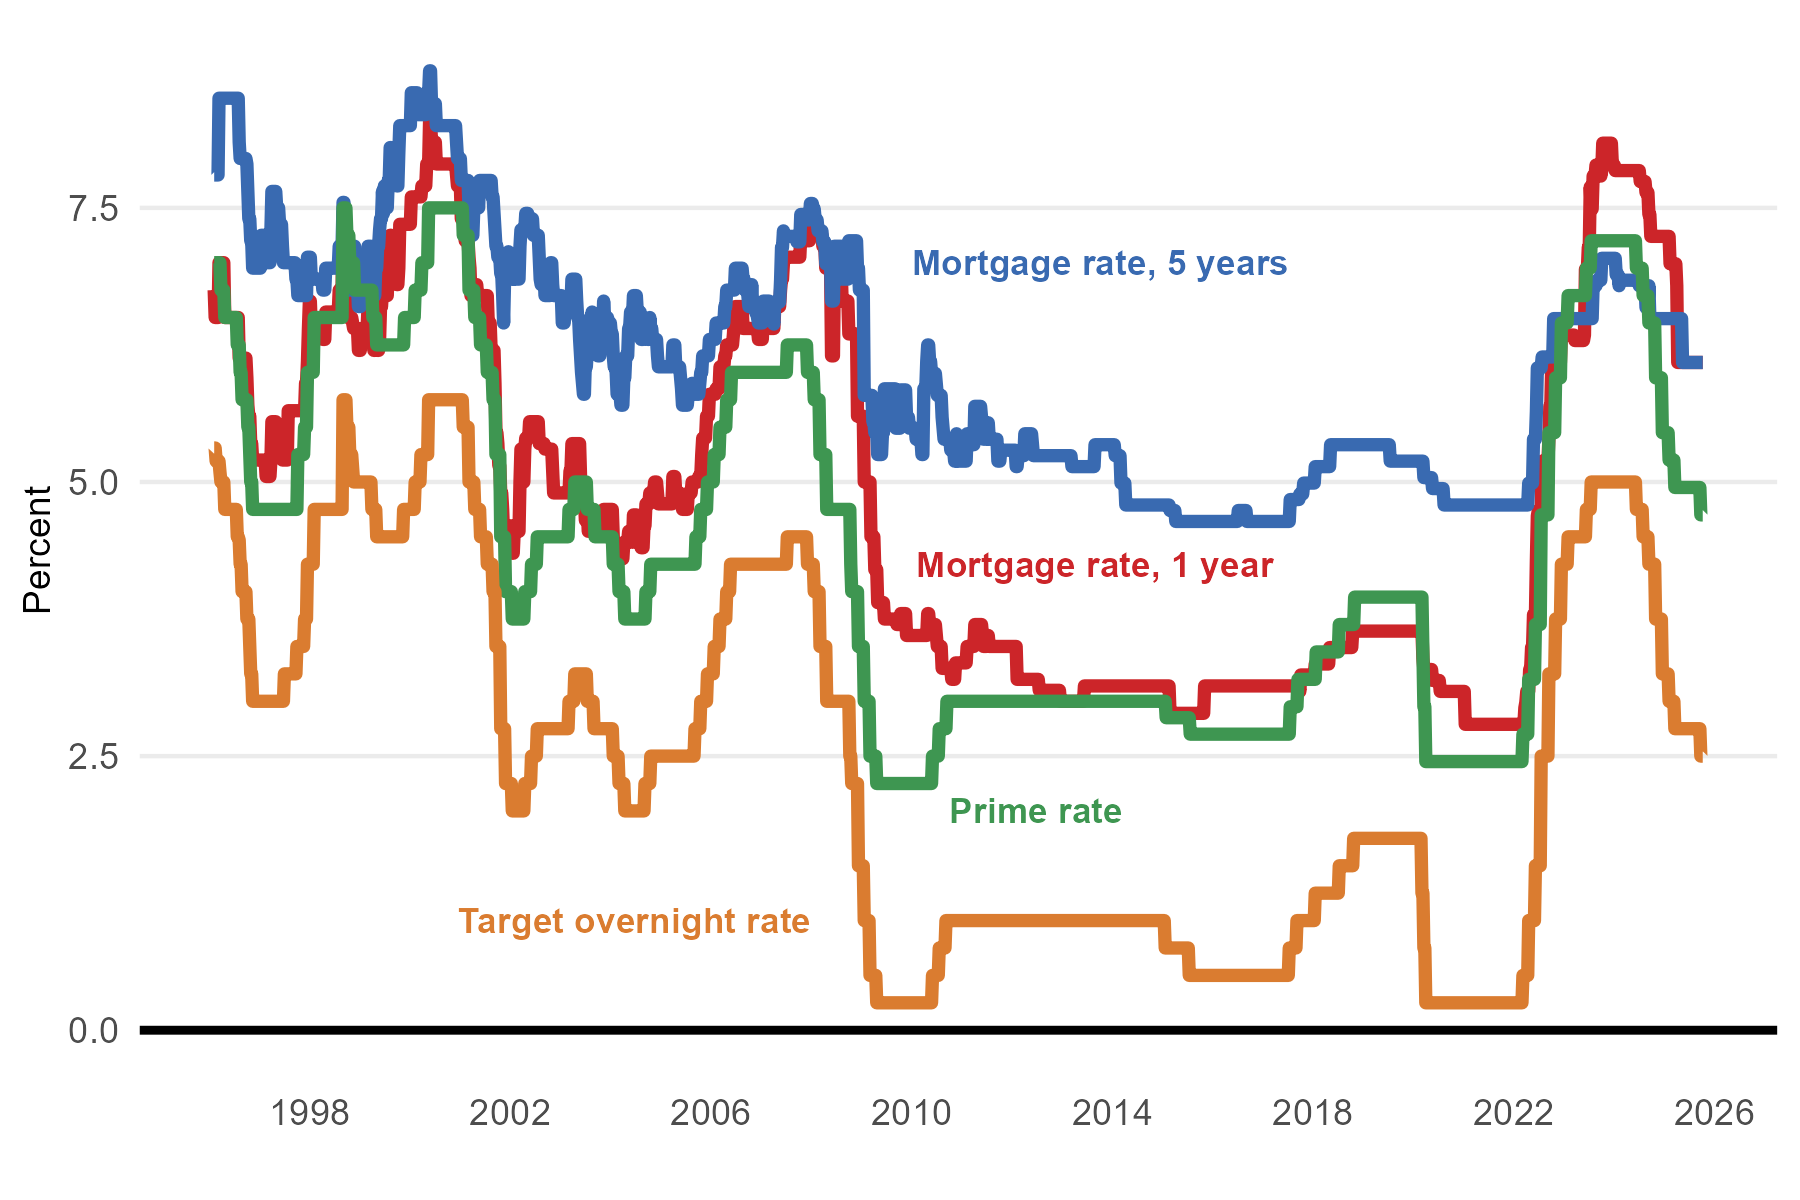 7.5
Mortgage rate, 5 years
5.0
Percent
Mortgage rate, 1 year
2.5
Prime rate
Target overnight rate
0.0
1998 2002 2006 2010 2014 2018 2022 2026